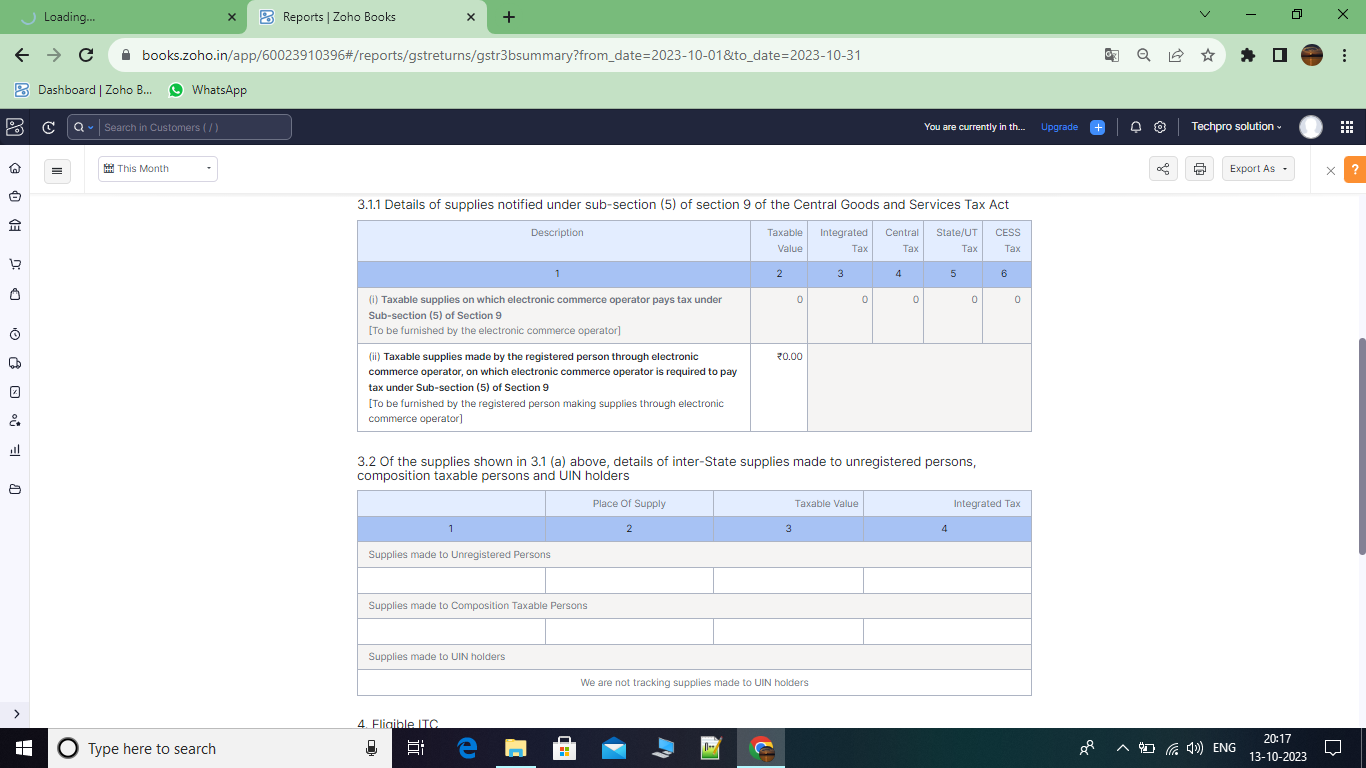 Loading...
Reports | Zoho Books
books.zoho.in/app/60023910396#/reports/gstreturns/gstr3bsummary?from_date=2023-10-01&to_date=2023-10-31
Dashboard | Zoho B...
WhatsApp
Search in Customers ( / )
You are currently in th...
Upgrade
Techpro solution
This Month
Export As
?
3.1.1 Details of supplies notified under sub-section (5) of section 9 of the Central Goods and Services Tax Act
Description
Taxable Value
Integrated Tax
Central Tax
State/UT Tax
CESS Tax
1 2 3 4 5 6
(i) Taxable supplies on which electronic commerce operator pays tax under
Sub-section (5) of Section 9
[To be furnished by the electronic commerce operator]
0 0 0 0 0
(ii) Taxable supplies made by the registered person through electronic
commerce operator, on which electronic commerce operator is required to pay
tax under Sub-section (5) of Section 9
[To be furnished by the registered person making supplies through electronic
commerce operator]
₹0.00
3.2 Of the supplies shown in 3.1 (a) above, details of inter-State supplies made to unregistered persons,
composition taxable persons and UIN holders
Place Of Supply Taxable Value Integrated Tax
1 2 3 4
Supplies made to Unregistered Persons
Supplies made to Composition Taxable Persons
Supplies made to UIN holders
We are not tracking supplies made to UIN holders
4. Eligible ITC
Type here to search
ENG
20:17
13-10-2023